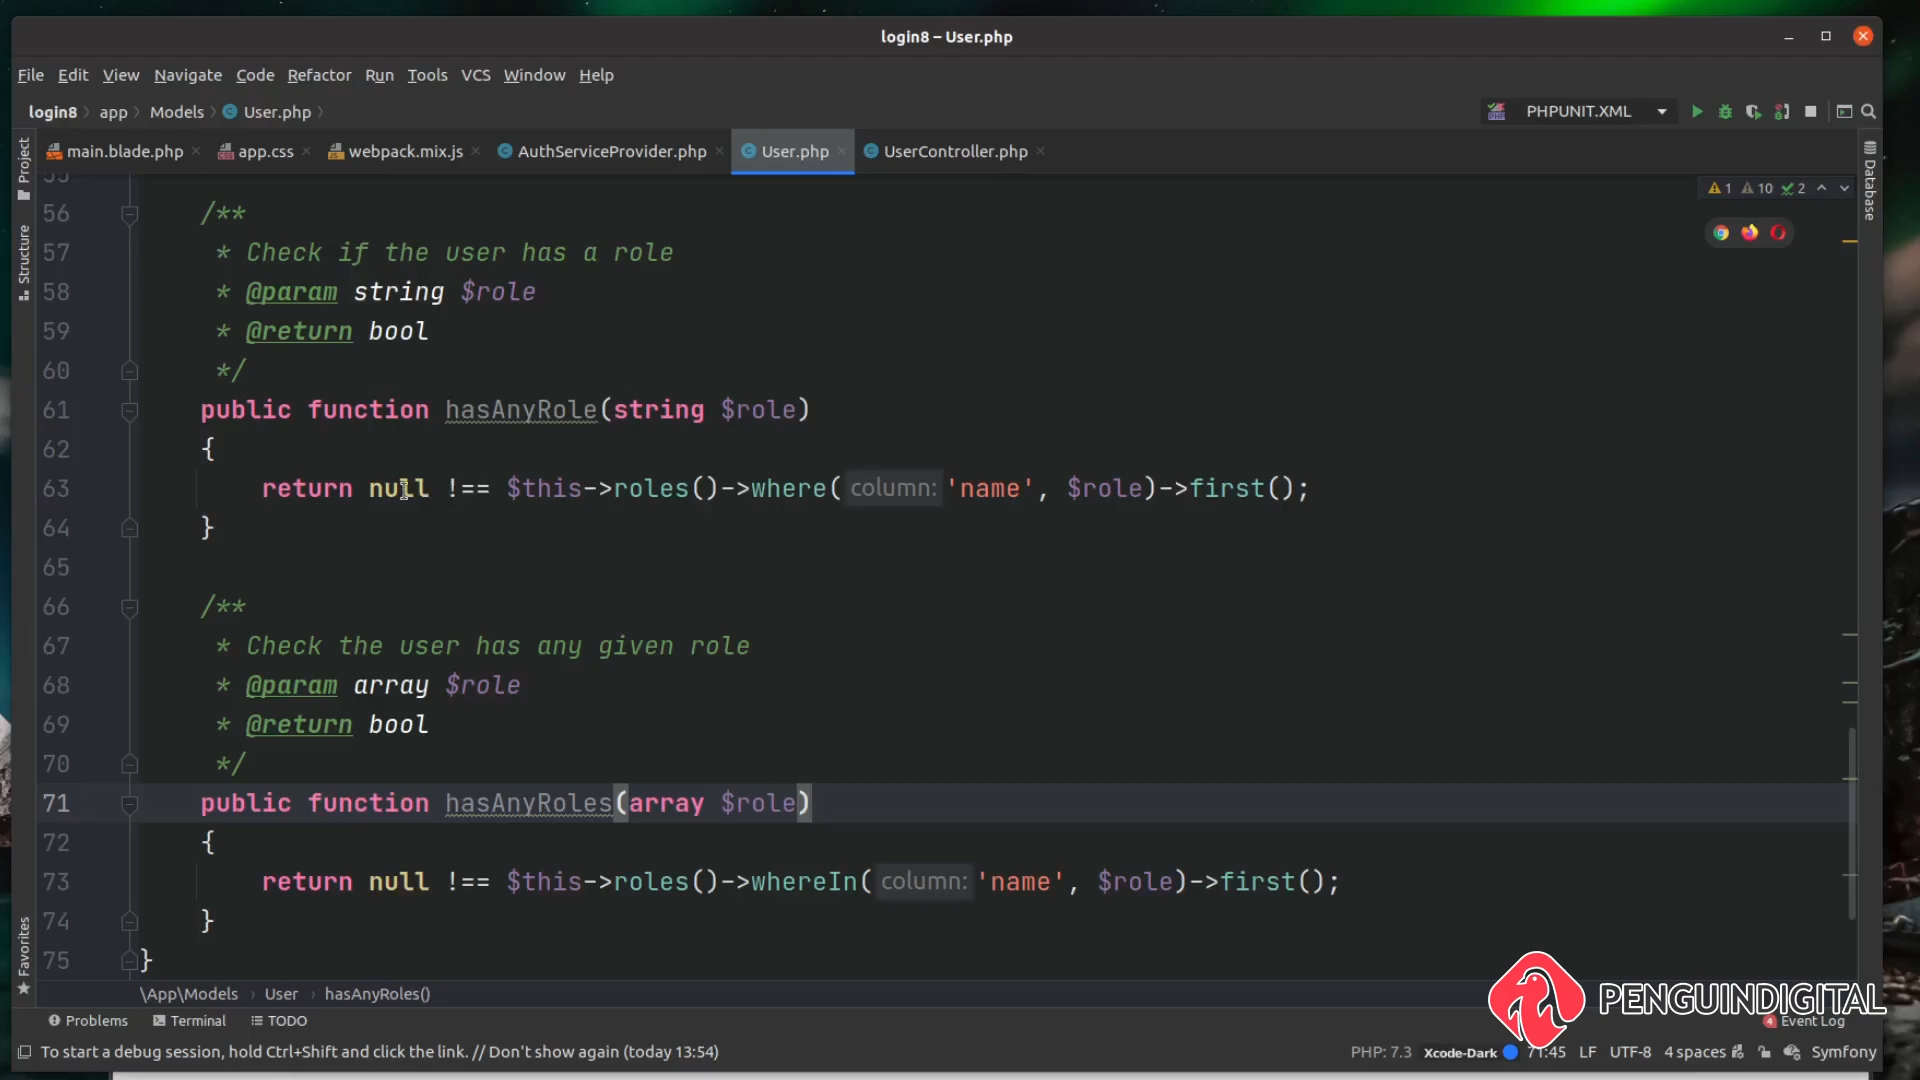 login8 – User.php
File Edit View Navigate Code Refactor Run Tools VCS Window Help
login8 app Models User.php
PHPUNIT.XML
main.blade.php app.css webpack.mix.js AuthServiceProvider.php User.php UserController.php
Project
Structure
Favorites
Database
1 10 2
55
56 /**
57 * Check if the user has a role
58 * @param string $role
59 * @return bool
60 */
61 public function hasAnyRole(string $role)
62 {
63 return null !== $this->roles()->where( column: 'name', $role)->first();
64 }
65
66 /**
67 * Check the user has any given role
68 * @param array $role
69 * @return bool
70 */
71 public function hasAnyRoles(array $role)
72 {
73 return null !== $this->roles()->whereIn( column: 'name', $role)->first();
74 }
75 }
\App\Models User hasAnyRoles()
PENGUINDIGITAL
Problems Terminal TODO
4 Event Log
To start a debug session, hold Ctrl+Shift and click the link. // Don't show again (today 13:54)
PHP: 7.3 Xcode-Dark 71:45 LF UTF-8 4 spaces Symfony